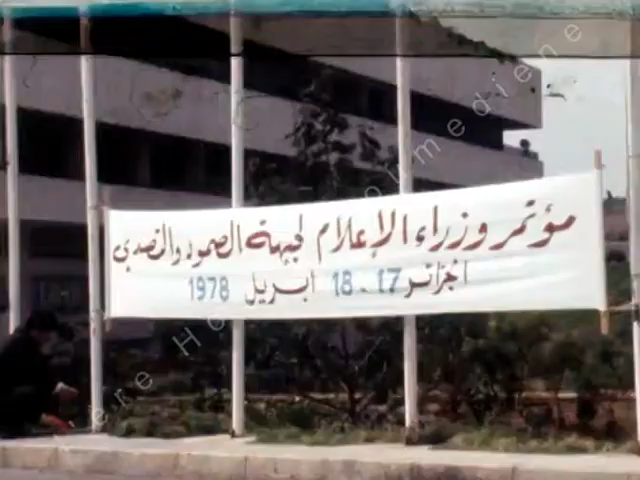 مؤتمر وزراء الإعلام لجبهة الصمود والتصدي
الجزائر 17 - 18 ابريل 1978